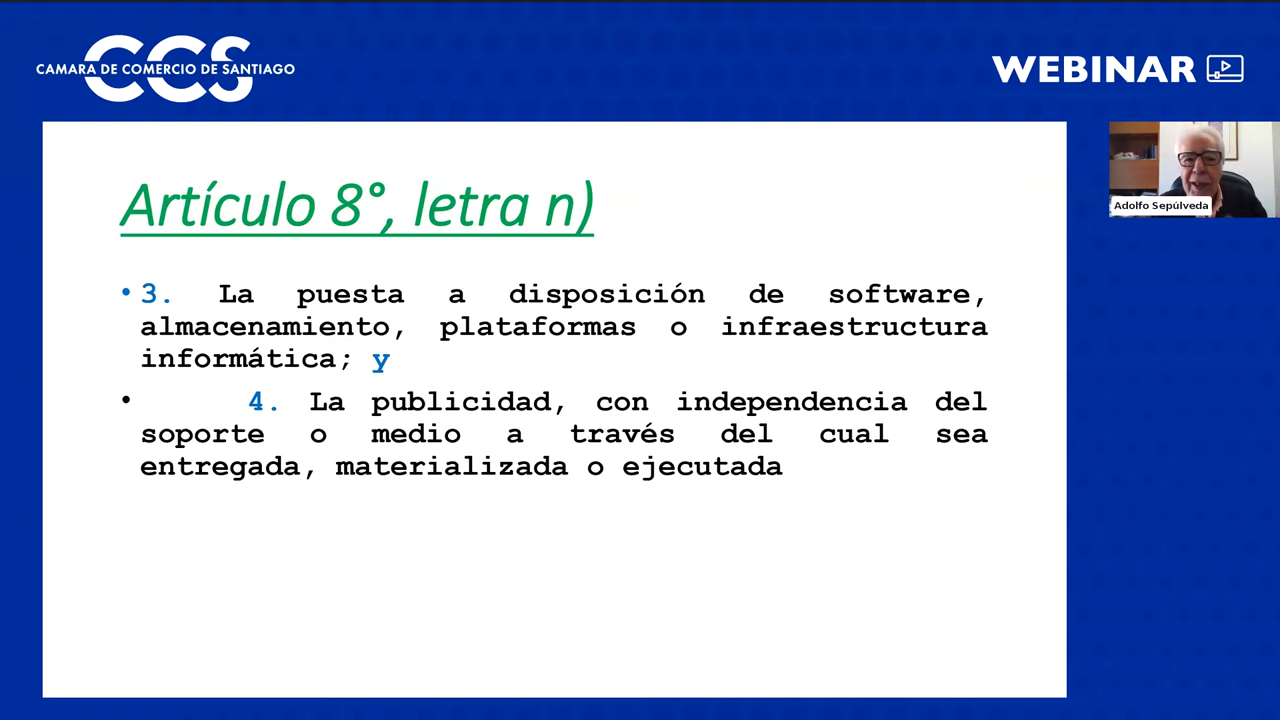 CCS
CAMARA DE COMERCIO DE SANTIAGO
WEBINAR
Artículo 8°, letra n)
• 3. La puesta a disposición de software,
almacenamiento, plataformas o infraestructura
informática; y
• 4. La publicidad, con independencia del
soporte o medio a través del cual sea
entregada, materializada o ejecutada
Adolfo Sepúlveda